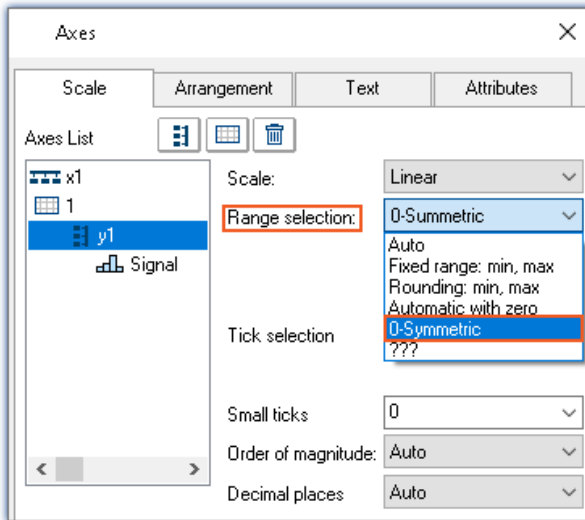 Axes
Scale
Arrangement
Text
Attributes
Axes List
x1
1
y1
Signal
Scale:
Linear
Range selection:
0-Summetric
Auto
Fixed range: min, max
Rounding: min, max
Automatic with zero
0-Symmetric
???
Tick selection
Small ticks
0
Order of magnitude:
Auto
Decimal places
Auto